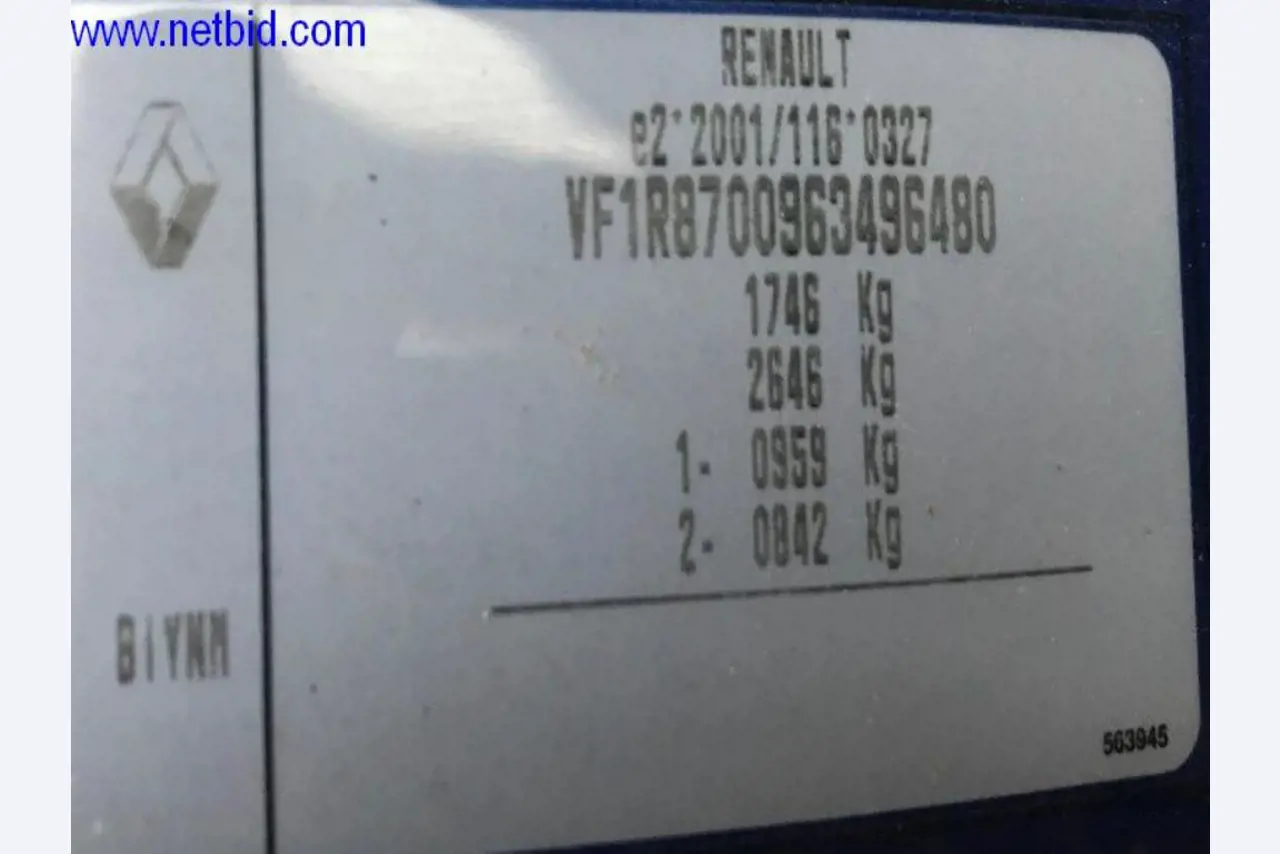 www.netbid.com
RENAULT
e2*2001/116*0327
VF1R8700963496480
1746 Kg
2646 Kg
1- 0959 Kg
2- 0842 Kg
BIYNM
563945